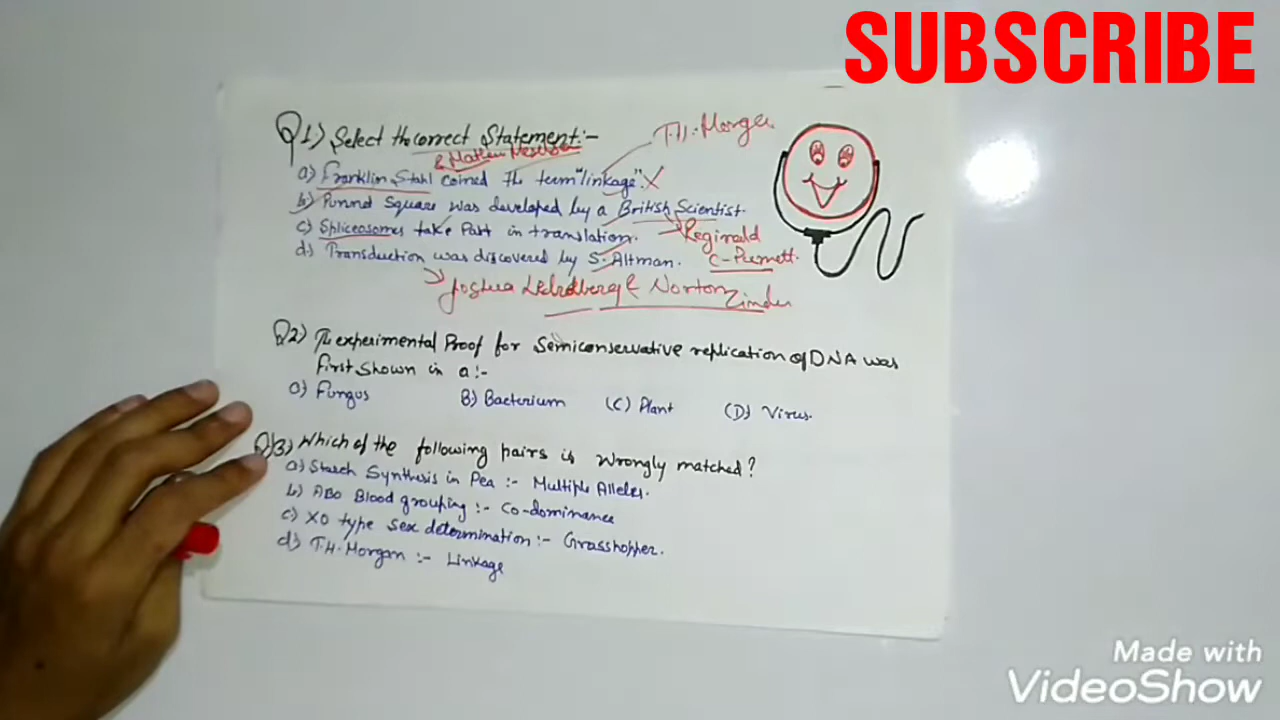 SUBSCRIBE
Q1) Select the correct Statement:-
T.H. Morgan
& Mathew Meselson
a) Franklin Stahl coined the term "linkage". X
b) Punnet Square was developed by a British Scientist.
c) Spliceosomes take Part in translation.
Reginald
C-Punnett.
d) Transduction was discovered by S. Altman.
Joshua Norton Zinder
Q2) The experimental Proof for Semiconservative replication of DNA was
first shown in a:-
a) Fungus B) Bacterium (C) Plant (D) Virus.
Q3) Which of the following pairs is wrongly matched?
a) Starch Synthesis in Pea :- Multiple Alleles.
b) ABO Blood grouping :- Co-dominance
c) XO type Sex determination :- Grasshopper.
d) T.H. Morgan :- Linkage
Made with
VideoShow